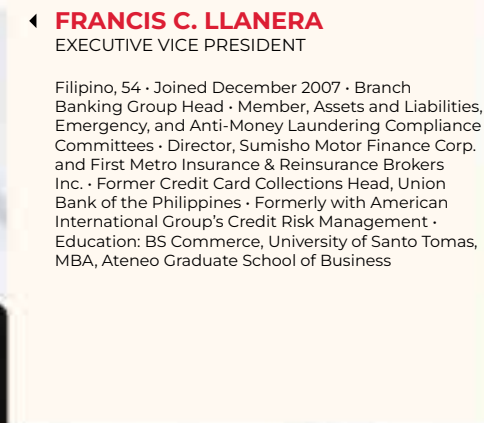 FRANCIS C. LLANERA
EXECUTIVE VICE PRESIDENT
Filipino, 54 • Joined December 2007 • Branch
Banking Group Head • Member, Assets and Liabilities,
Emergency, and Anti-Money Laundering Compliance
Committees • Director, Sumisho Motor Finance Corp.
and First Metro Insurance & Reinsurance Brokers
Inc. • Former Credit Card Collections Head, Union
Bank of the Philippines • Formerly with American
International Group’s Credit Risk Management •
Education: BS Commerce, University of Santo Tomas,
MBA, Ateneo Graduate School of Business